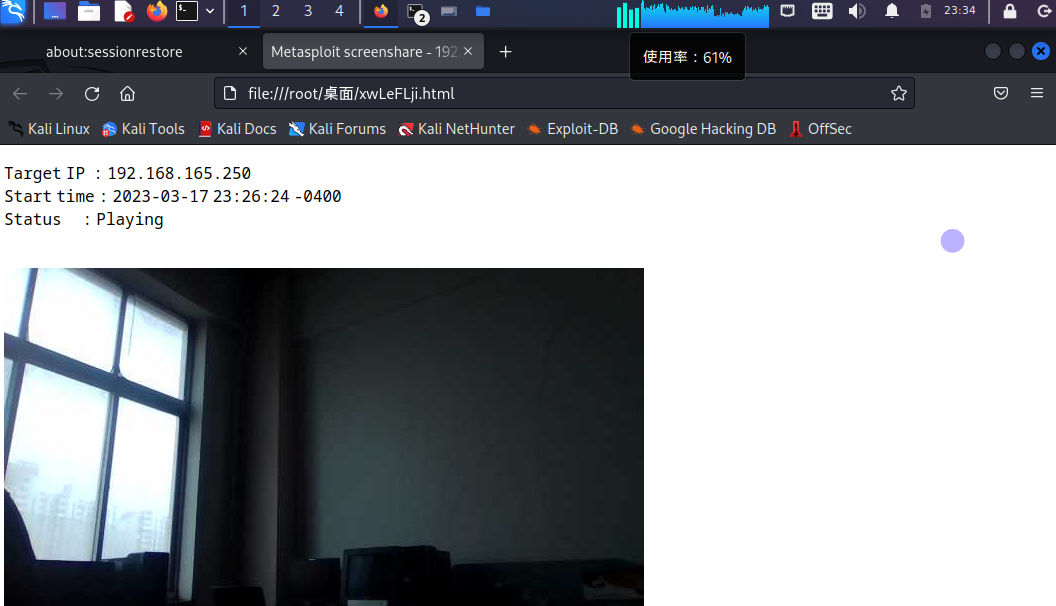 1 2 3 4 2 23:34
about:sessionrestore Metasploit screenshare - 192
使用率：61%
file:///root/桌面/xwLeFLji.html
Kali Linux Kali Tools Kali Docs Kali Forums Kali NetHunter Exploit-DB Google Hacking DB OffSec
Target IP : 192.168.165.250
Start time : 2023-03-17 23:26:24 -0400
Status : Playing